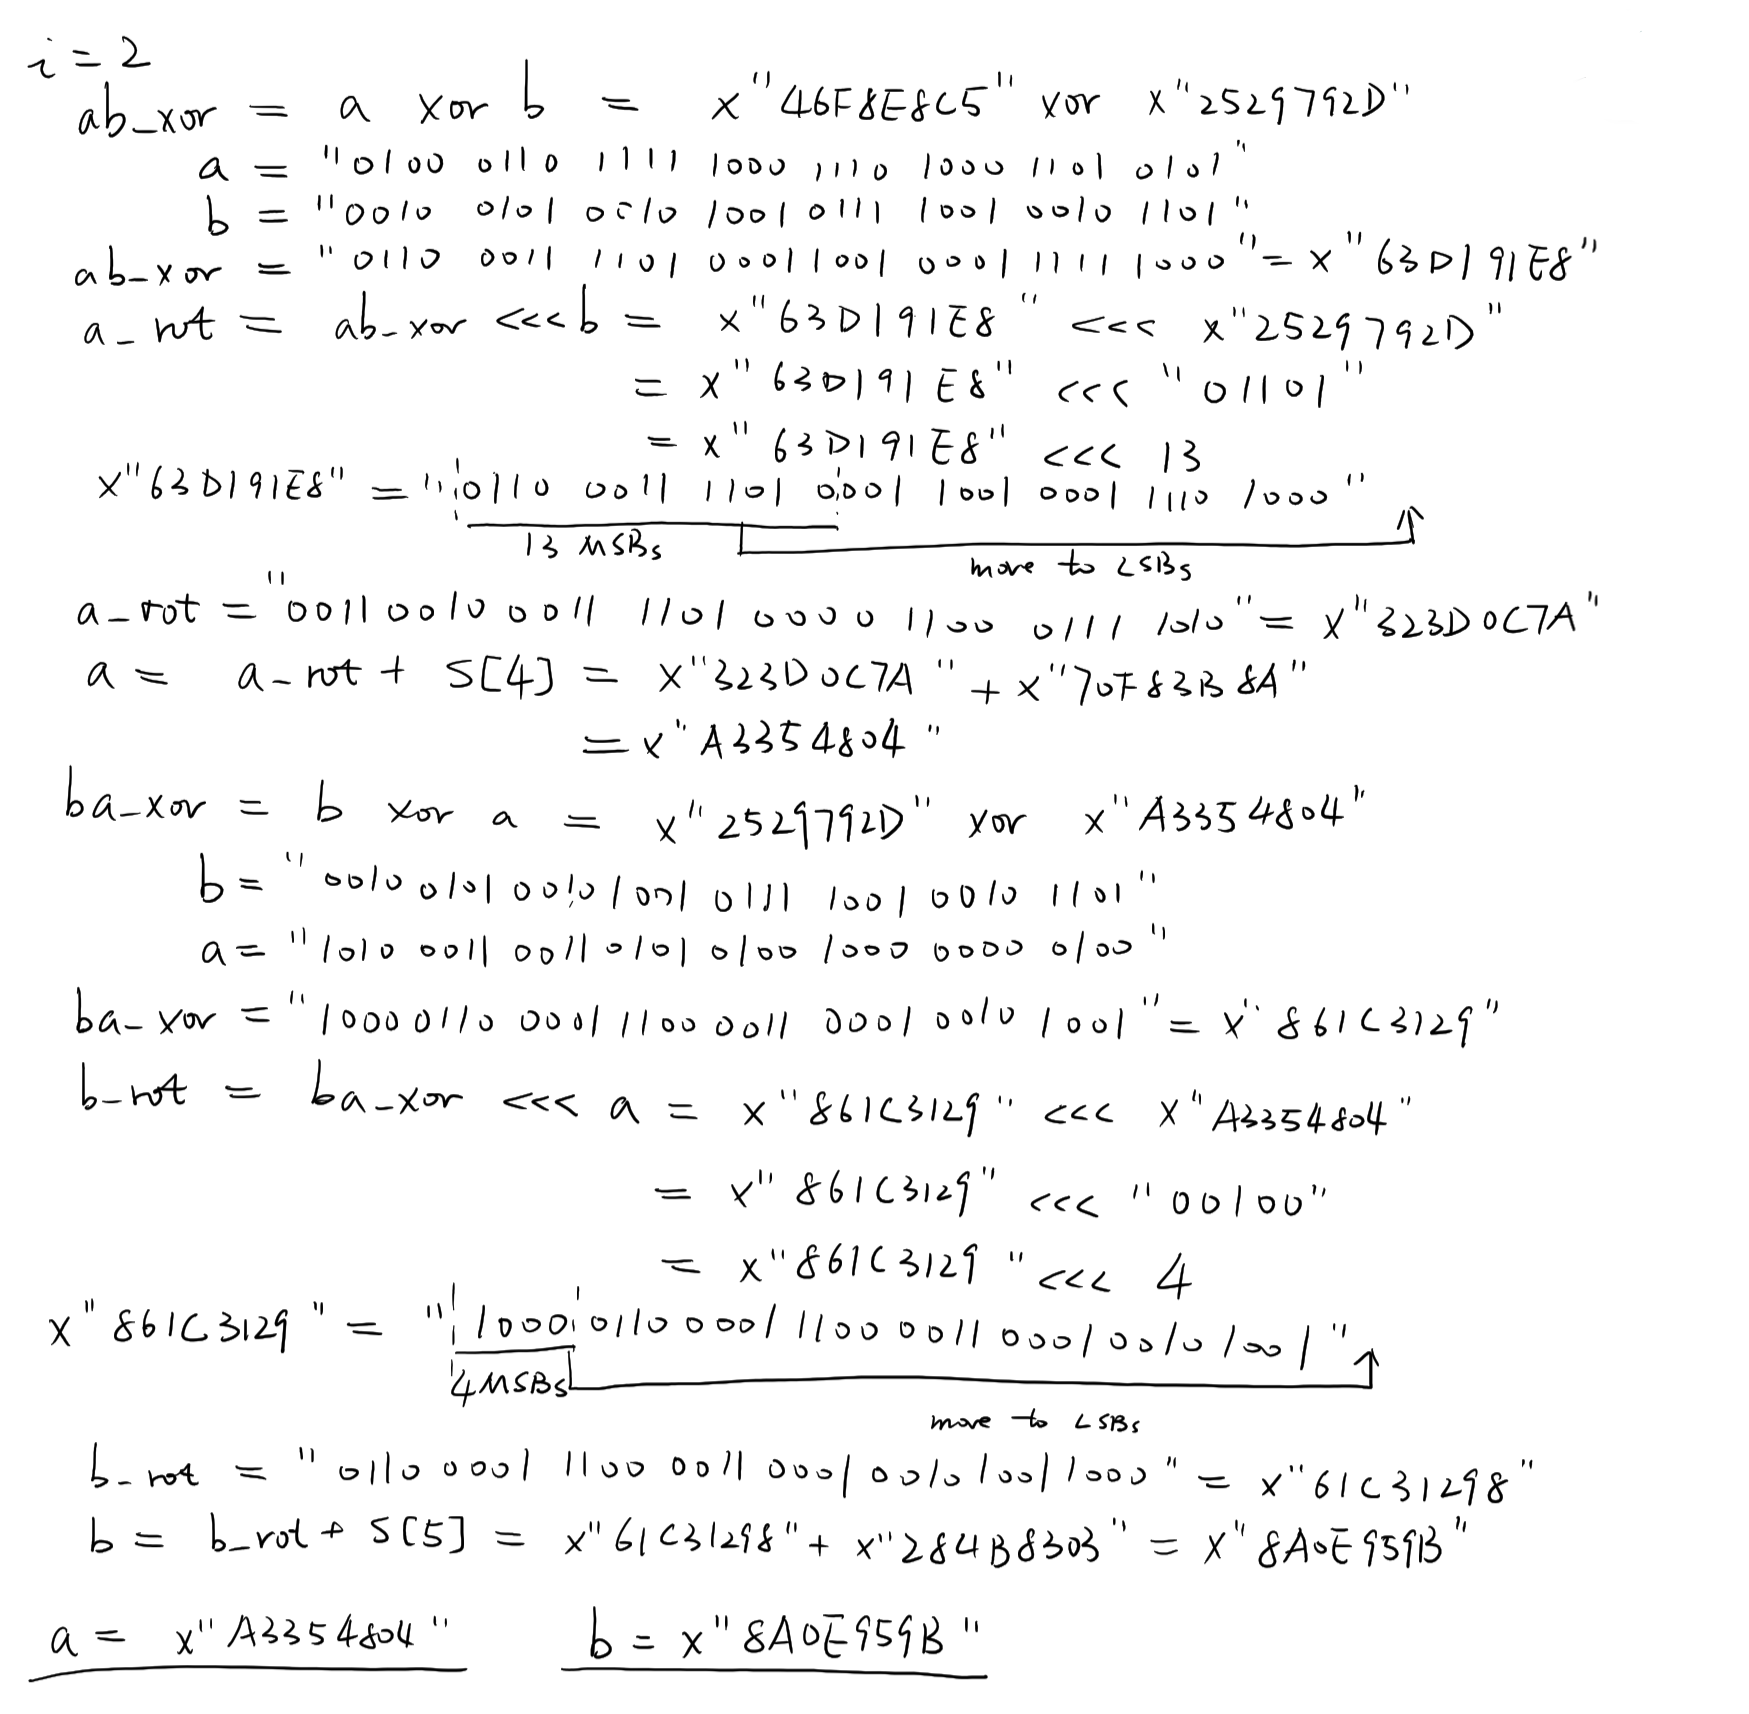 i = 2
ab_xor = a xor b = x"46F8E8C5" xor x"2529792D"
a = "0100 0110 1111 1000 1110 1000 1101 0101"
b = "0010 0101 0010 1001 0111 1001 0010 1101"
ab_xor = "0110 0011 1101 0001 1001 0001 1111 1000" = x"63D191E8"
a_rot = ab_xor <<< b = x"63D191E8" <<< x"2529792D"
= x"63D191E8" <<< "01101"
= x"63D191E8" <<< 13
x"63D191E8" = "0110 0011 1101 0001 1001 0001 1110 1000"
13 MSBs
move to LSBs
a_rot = "0011 0010 0011 1101 0000 1100 0111 1010" = x"323D0C7A"
a = a_rot + S[4] = x"323D0C7A" + x"70F83B8A"
= x"A3354804"
ba_xor = b xor a = x"2529792D" xor x"A3354804"
b = "0010 0101 0010 1001 0111 1001 0010 1101"
a = "1010 0011 0011 0101 0100 1000 0000 0100"
ba_xor = "1000 0110 0001 1100 0011 0001 0010 1001" = x"861C3129"
b_rot = ba_xor <<< a = x"861C3129" <<< x"A3354804"
= x"861C3129" <<< "00100"
= x"861C3129" <<< 4
x"861C3129" = "1000 0110 0001 1100 0011 0001 0010 1001"
4 MSBs
move to LSBs
b_rot = "0110 0001 1100 0011 0001 0010 1001 1000" = x"61C31298"
b = b_rot + S[5] = x"61C31298" + x"284B8303" = x"8A0E959B"
a = x"A3354804" b = x"8A0E959B"